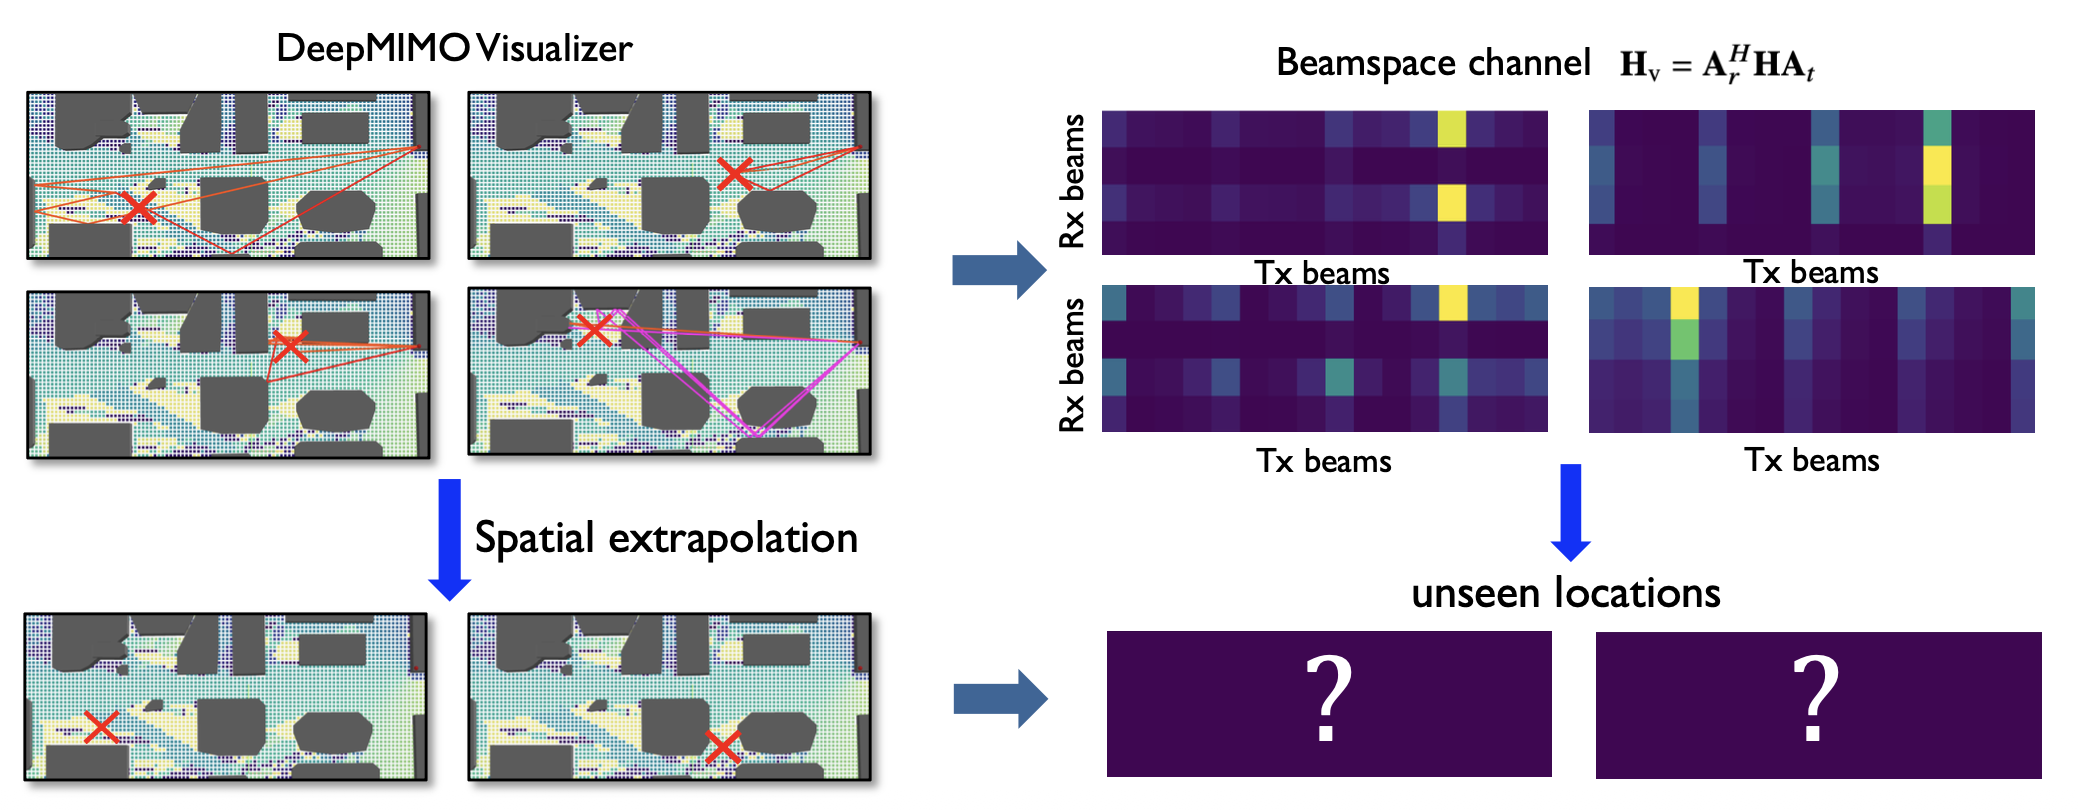 DeepMIMO Visualizer
Beamspace channel H_v = A_r^H H A_t
Rx beams
Tx beams
Tx beams
Rx beams
Tx beams
Tx beams
Spatial extrapolation
unseen locations
?
?